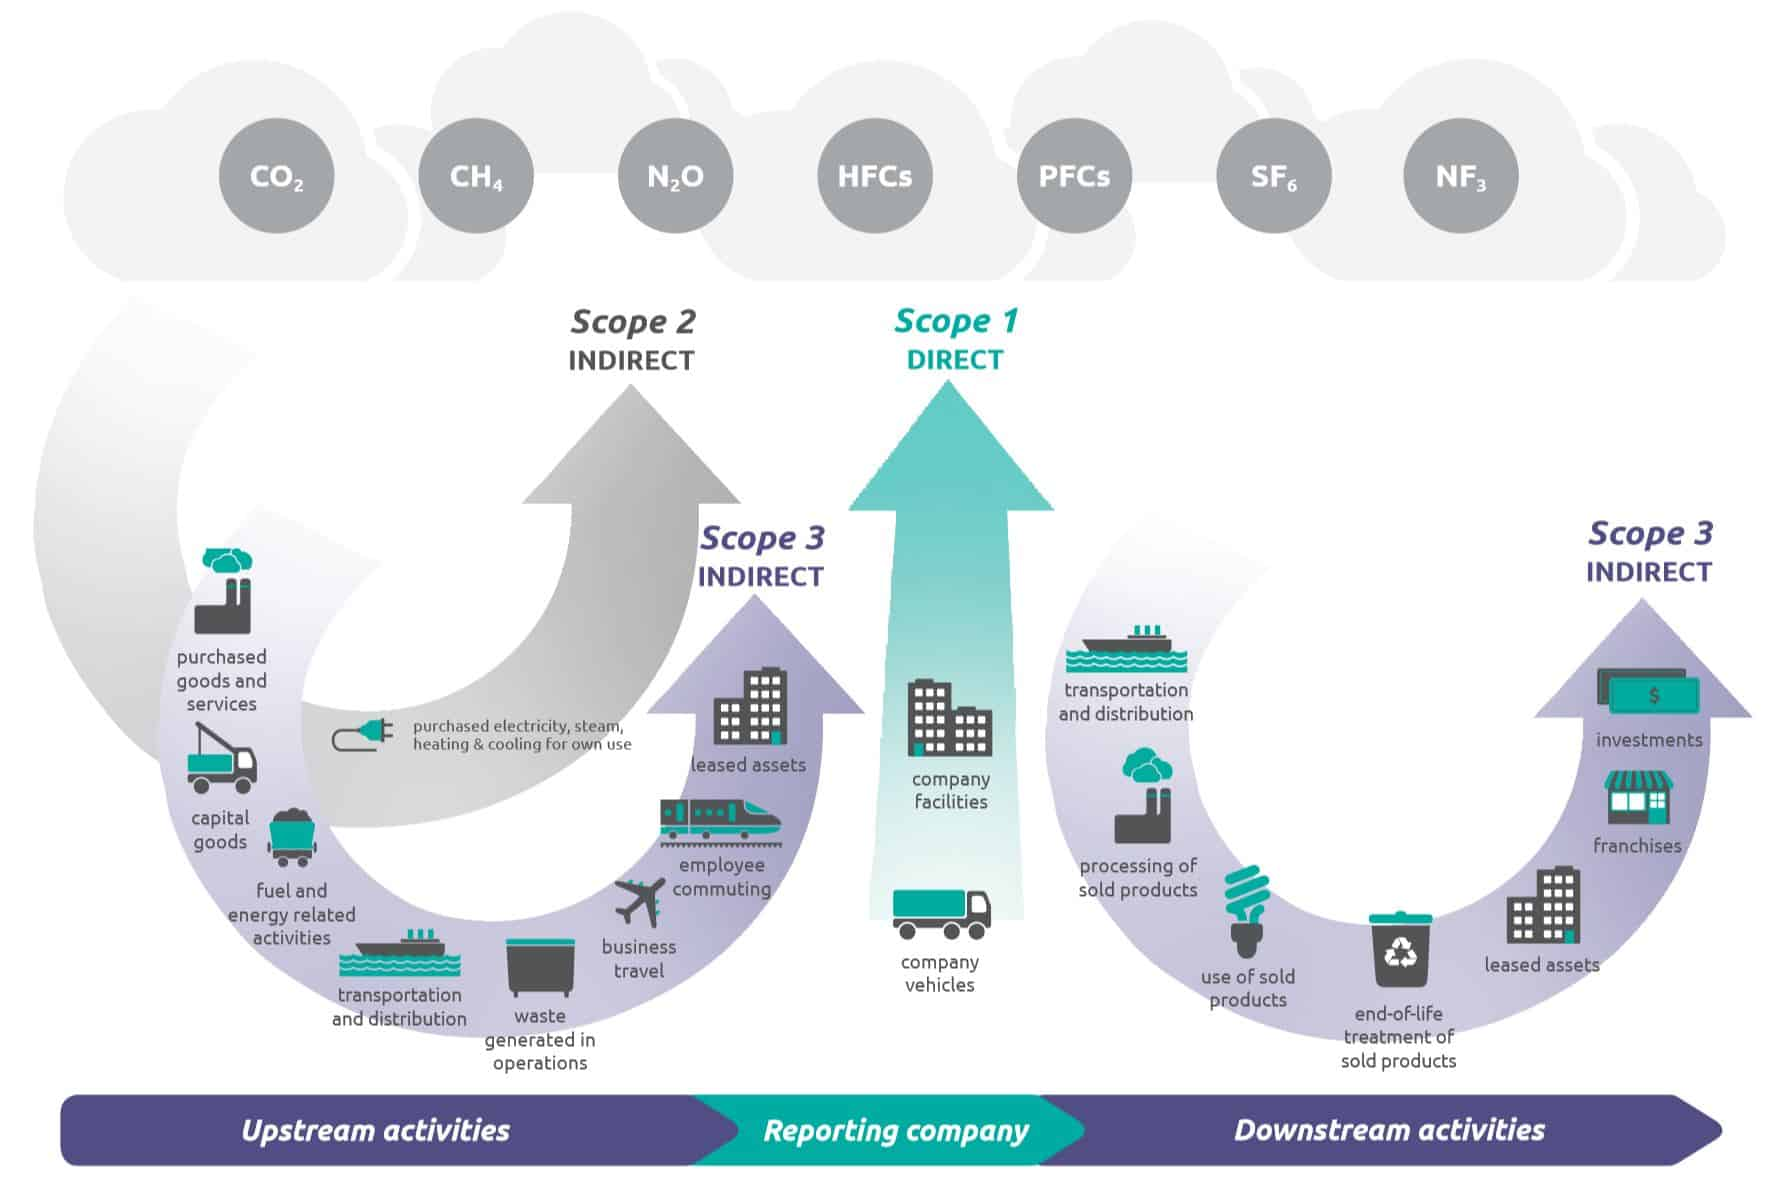 CO₂
CH₄
N₂O
HFCs
PFCs
SF₆
NF₃
Scope 2
INDIRECT
Scope 1
DIRECT
Scope 3
INDIRECT
Scope 3
INDIRECT
purchased
goods and
services
capital
goods
fuel and
energy related
activities
transportation
and distribution
waste
generated in
operations
business
travel
employee
commuting
leased assets
purchased electricity, steam,
heating & cooling for own use
company
facilities
company
vehicles
transportation
and distribution
processing of
sold products
use of sold
products
end-of-life
treatment of
sold products
leased assets
franchises
$
investments
Upstream activities
Reporting company
Downstream activities